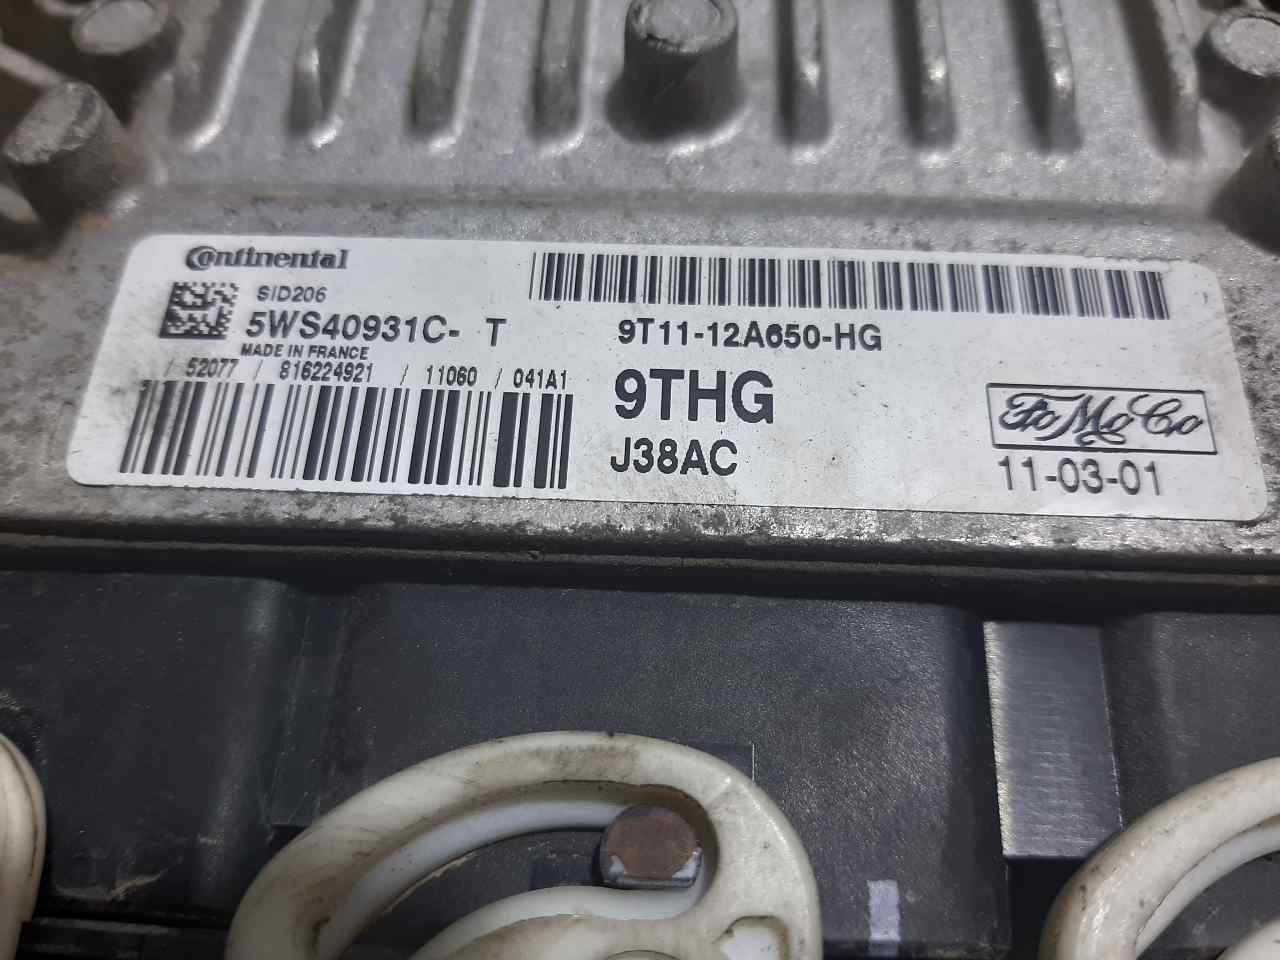 Continental
SID206
5WS40931C- T
MADE IN FRANCE
/ 52077 / 816224921 / 11060 / 041A1
9T11-12A650-HG
9THG
J38AC
FoMoCo
11-03-01